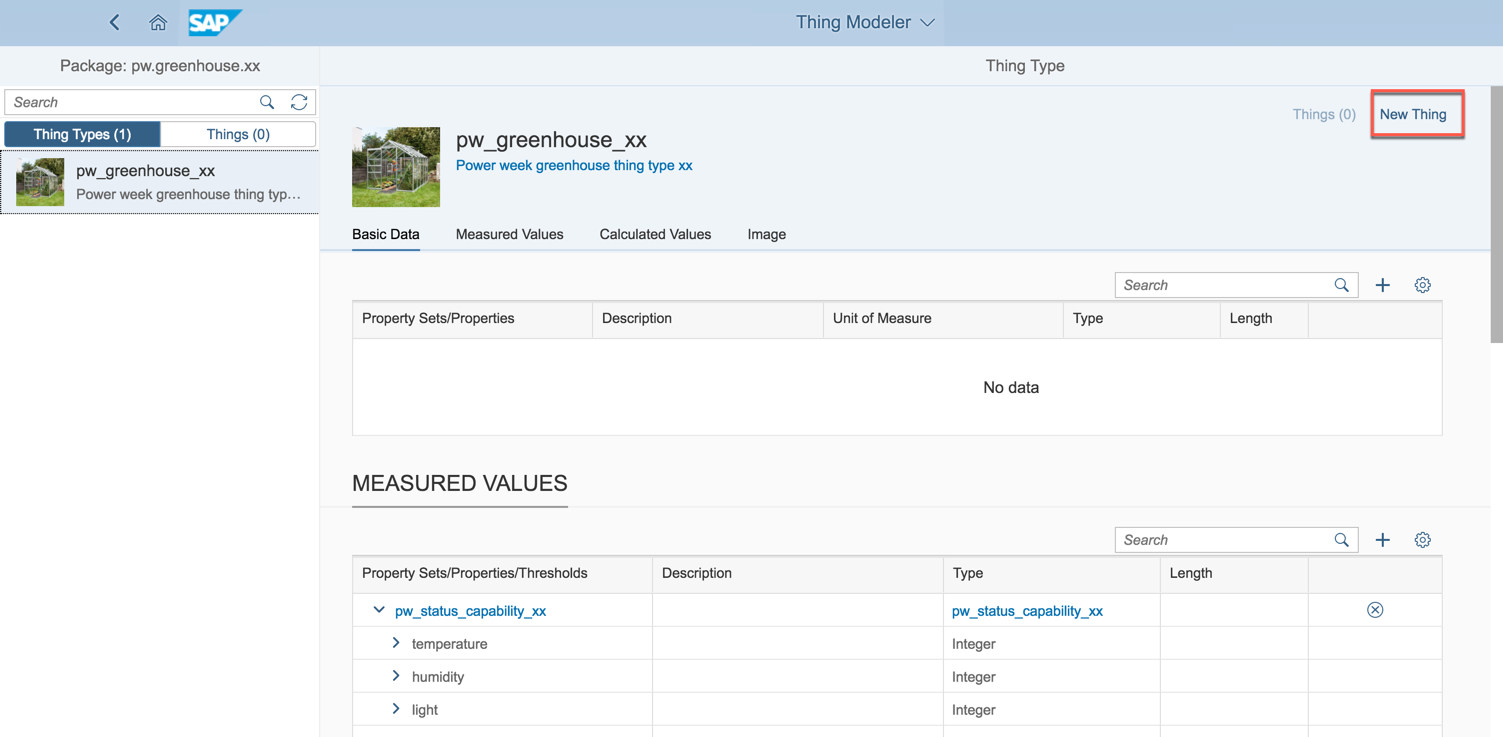 SAP
Thing Modeler
Package: pw.greenhouse.xx
Thing Type
Search
Thing Types (1)
Things (0)
pw_greenhouse_xx
Power week greenhouse thing typ…
Things (0)
New Thing
pw_greenhouse_xx
Power week greenhouse thing type xx
Basic Data
Measured Values
Calculated Values
Image
Search
Property Sets/Properties
Description
Unit of Measure
Type
Length
No data
MEASURED VALUES
Search
Property Sets/Properties/Thresholds
Description
Type
Length
pw_status_capability_xx
pw_status_capability_xx
temperature
Integer
humidity
Integer
light
Integer